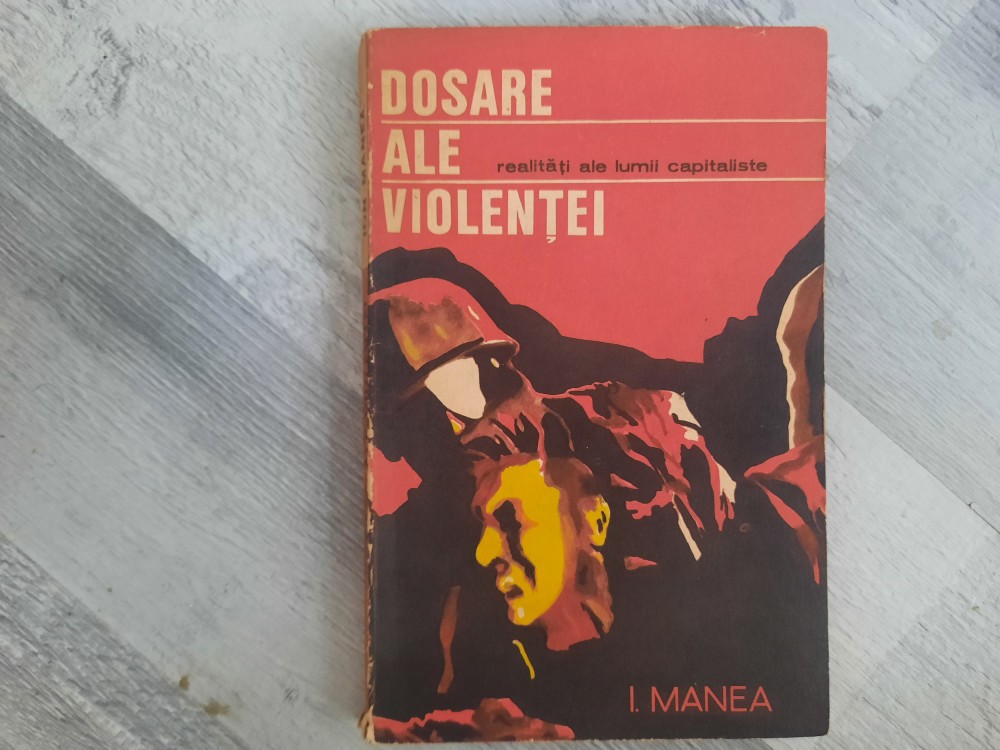 DOSARE
ALE
realități ale lumii capitaliste
VIOLENȚEI
I. MANEA